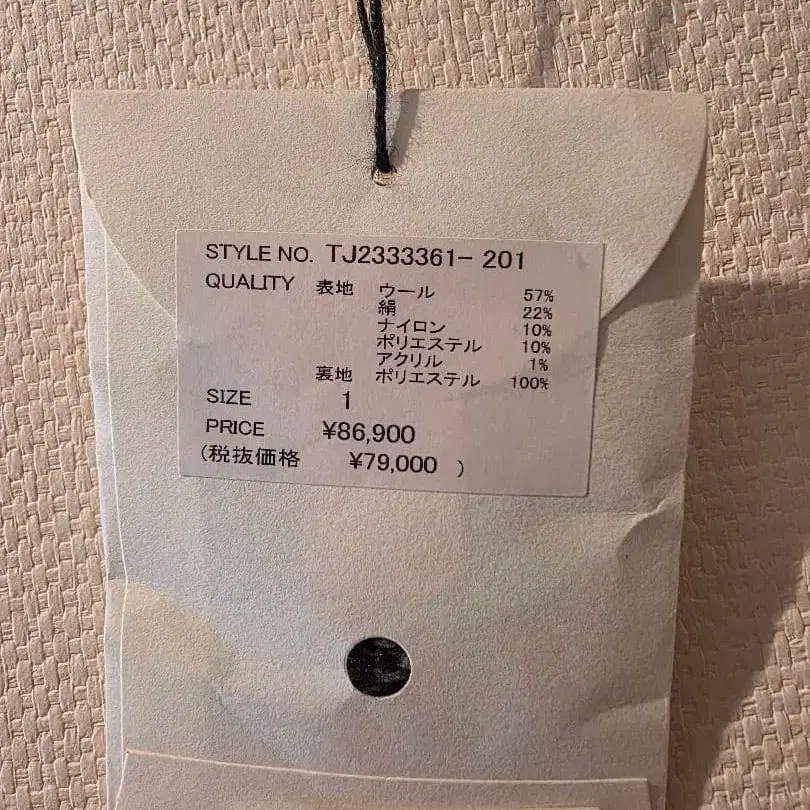 STYLE NO. TJ2333361- 201
QUALITY 表地 ウール 57%
絹 22%
ナイロン 10%
ポリエステル 10%
アクリル 1%
裏地 ポリエステル 100%
SIZE 1
PRICE ¥86,900
(税抜価格 ¥79,000 )